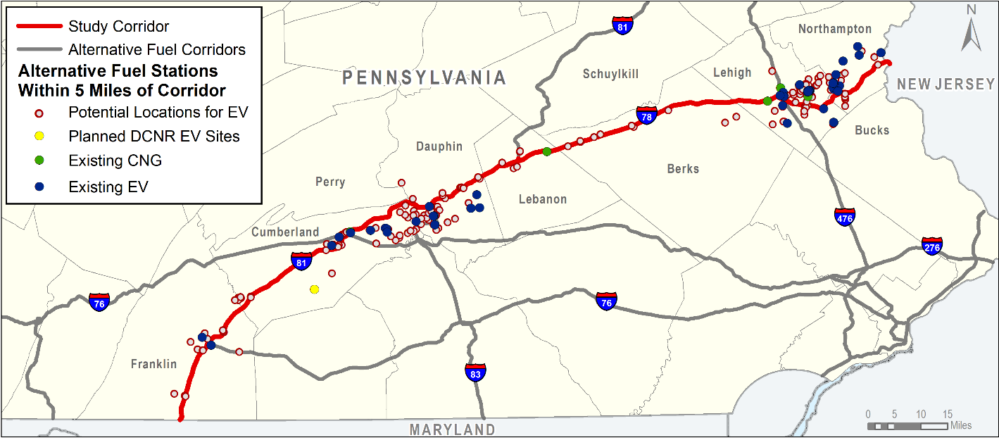 Study Corridor
Alternative Fuel Corridors
Alternative Fuel Stations
Within 5 Miles of Corridor
Potential Locations for EV
Planned DCNR EV Sites
Existing CNG
Existing EV
N
81
Northampton
PENNSYLVANIA
Schuylkill
Lehigh
NEW JERSEY
78
Bucks
Dauphin
Berks
Perry
Lebanon
476
Cumberland
276
81
76
76
Franklin
83
0 5 10 15
Miles
MARYLAND